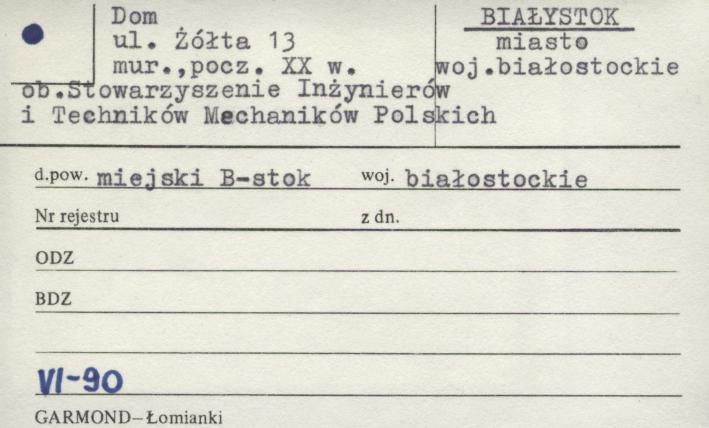 Dom
ul. Żółta 13
mur.,pocz. XX w.
ob.Stowarzyszenie Inżynierów
i Techników Mechaników Polskich
BIAŁYSTOK
miasto
woj.białostockie
d.pow. miejski B-stok woj. białostockie
Nr rejestru z dn.
ODZ
BDZ
VI-90
GARMOND-Łomianki